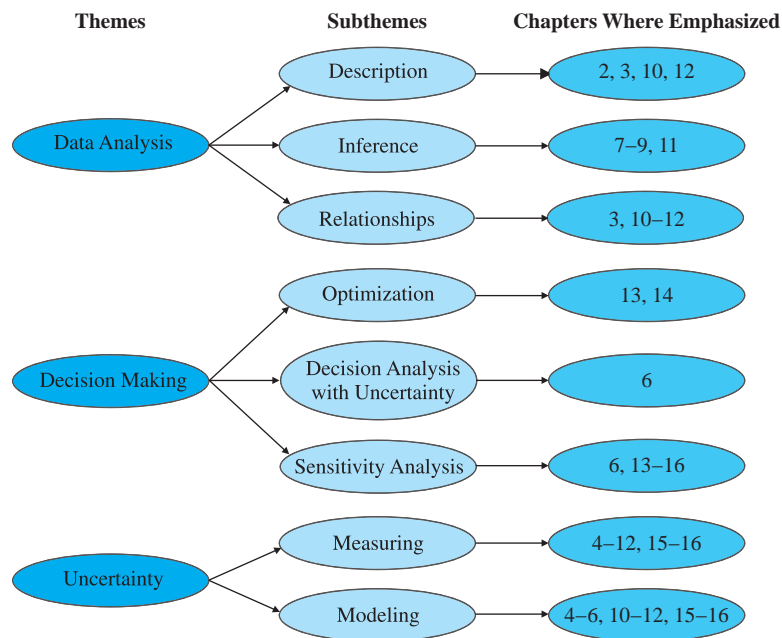 Themes
Subthemes
Chapters Where Emphasized
Data Analysis
Description
2, 3, 10, 12
Inference
7–9, 11
Relationships
3, 10–12
Decision Making
Optimization
13, 14
Decision Analysis
with Uncertainty
6
Sensitivity Analysis
6, 13–16
Uncertainty
Measuring
4–12, 15–16
Modeling
4–6, 10–12, 15–16